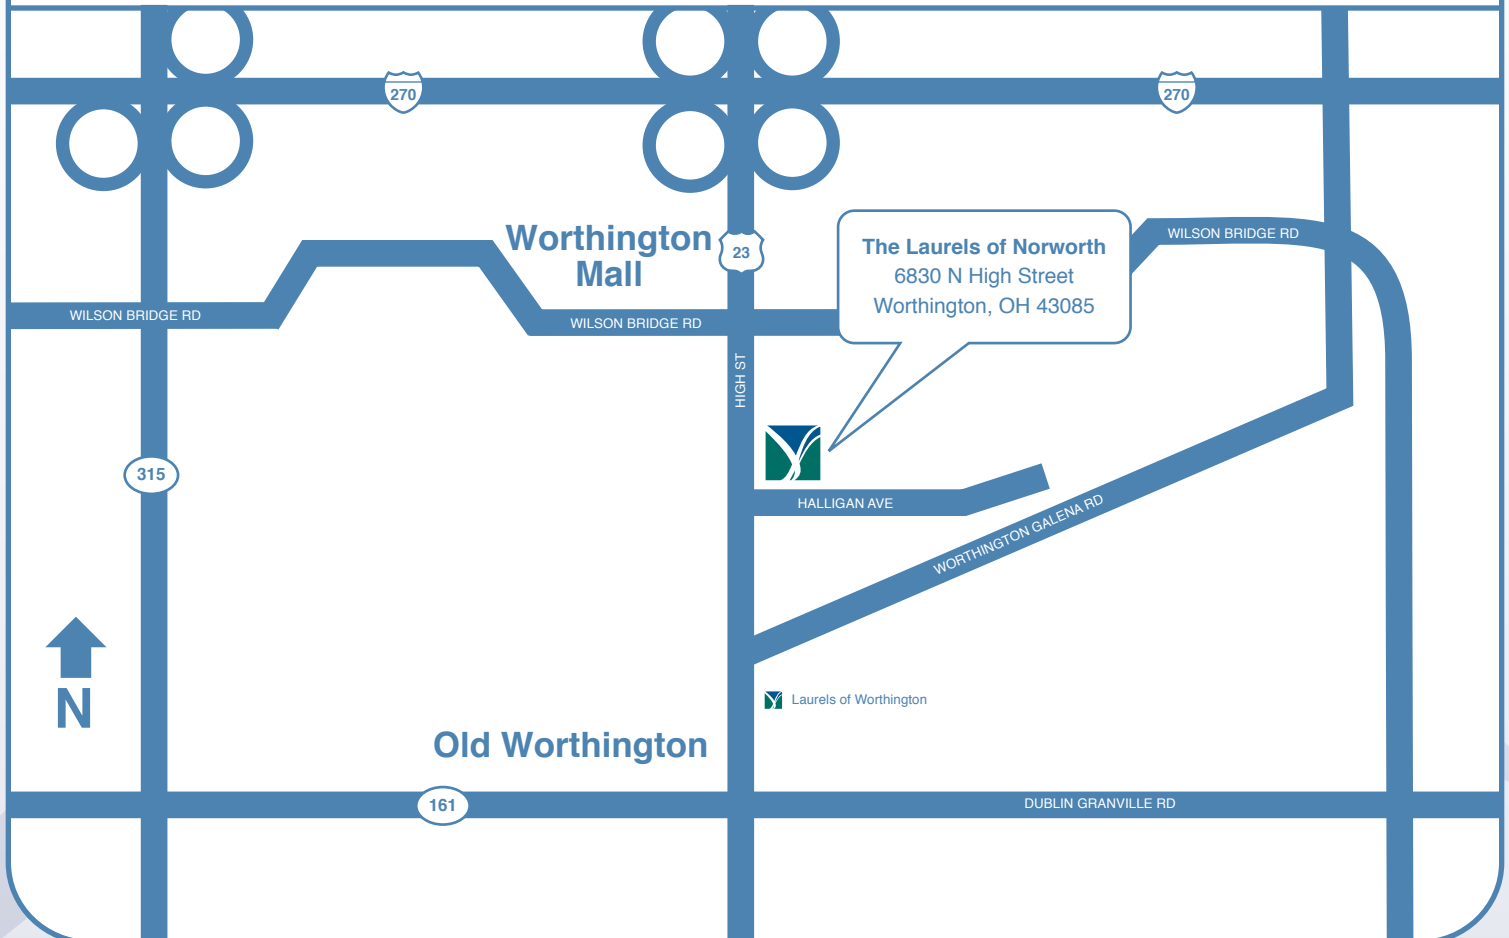 270
270
Worthington
Mall
23
The Laurels of Norworth
6830 N High Street
Worthington, OH 43085
WILSON BRIDGE RD
WILSON BRIDGE RD
WILSON BRIDGE RD
HIGH ST
315
HALLIGAN AVE
WORTHINGTON GALENA RD
N
Laurels of Worthington
Old Worthington
161
DUBLIN GRANVILLE RD